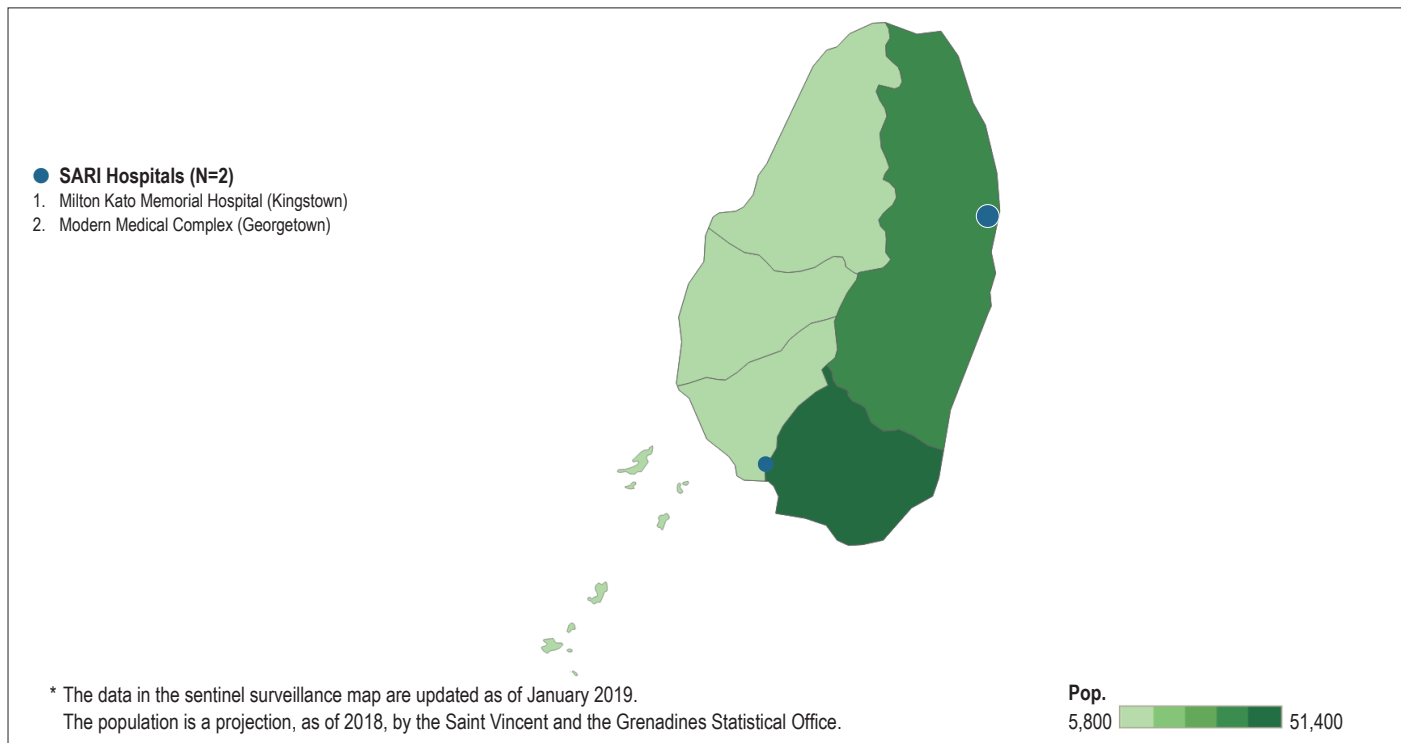 SARI Hospitals (N=2)
1. Milton Kato Memorial Hospital (Kingstown)
2. Modern Medical Complex (Georgetown)
* The data in the sentinel surveillance map are updated as of January 2019.
The population is a projection, as of 2018, by the Saint Vincent and the Grenadines Statistical Office.
Pop.
5,800 51,400